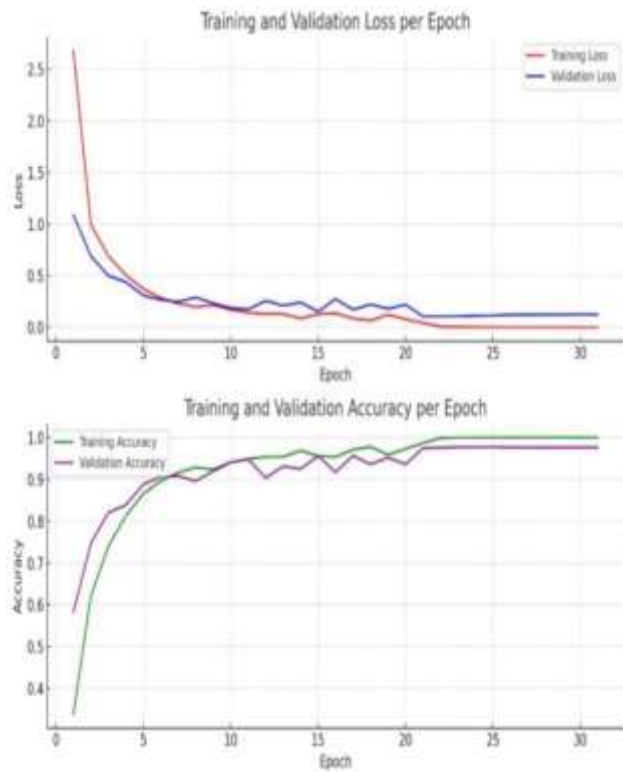 Training and Validation Loss per Epoch
Training Loss
Validation Loss
2.5
2.0
1.5
1.0
0.5
0.0
Loss
0 5 10 15 20 25 30
Epoch
Training and Validation Accuracy per Epoch
Training Accuracy
Validation Accuracy
1.0
0.9
0.8
0.7
0.6
0.5
0.4
Accuracy
0 5 10 15 20 25 30
Epoch